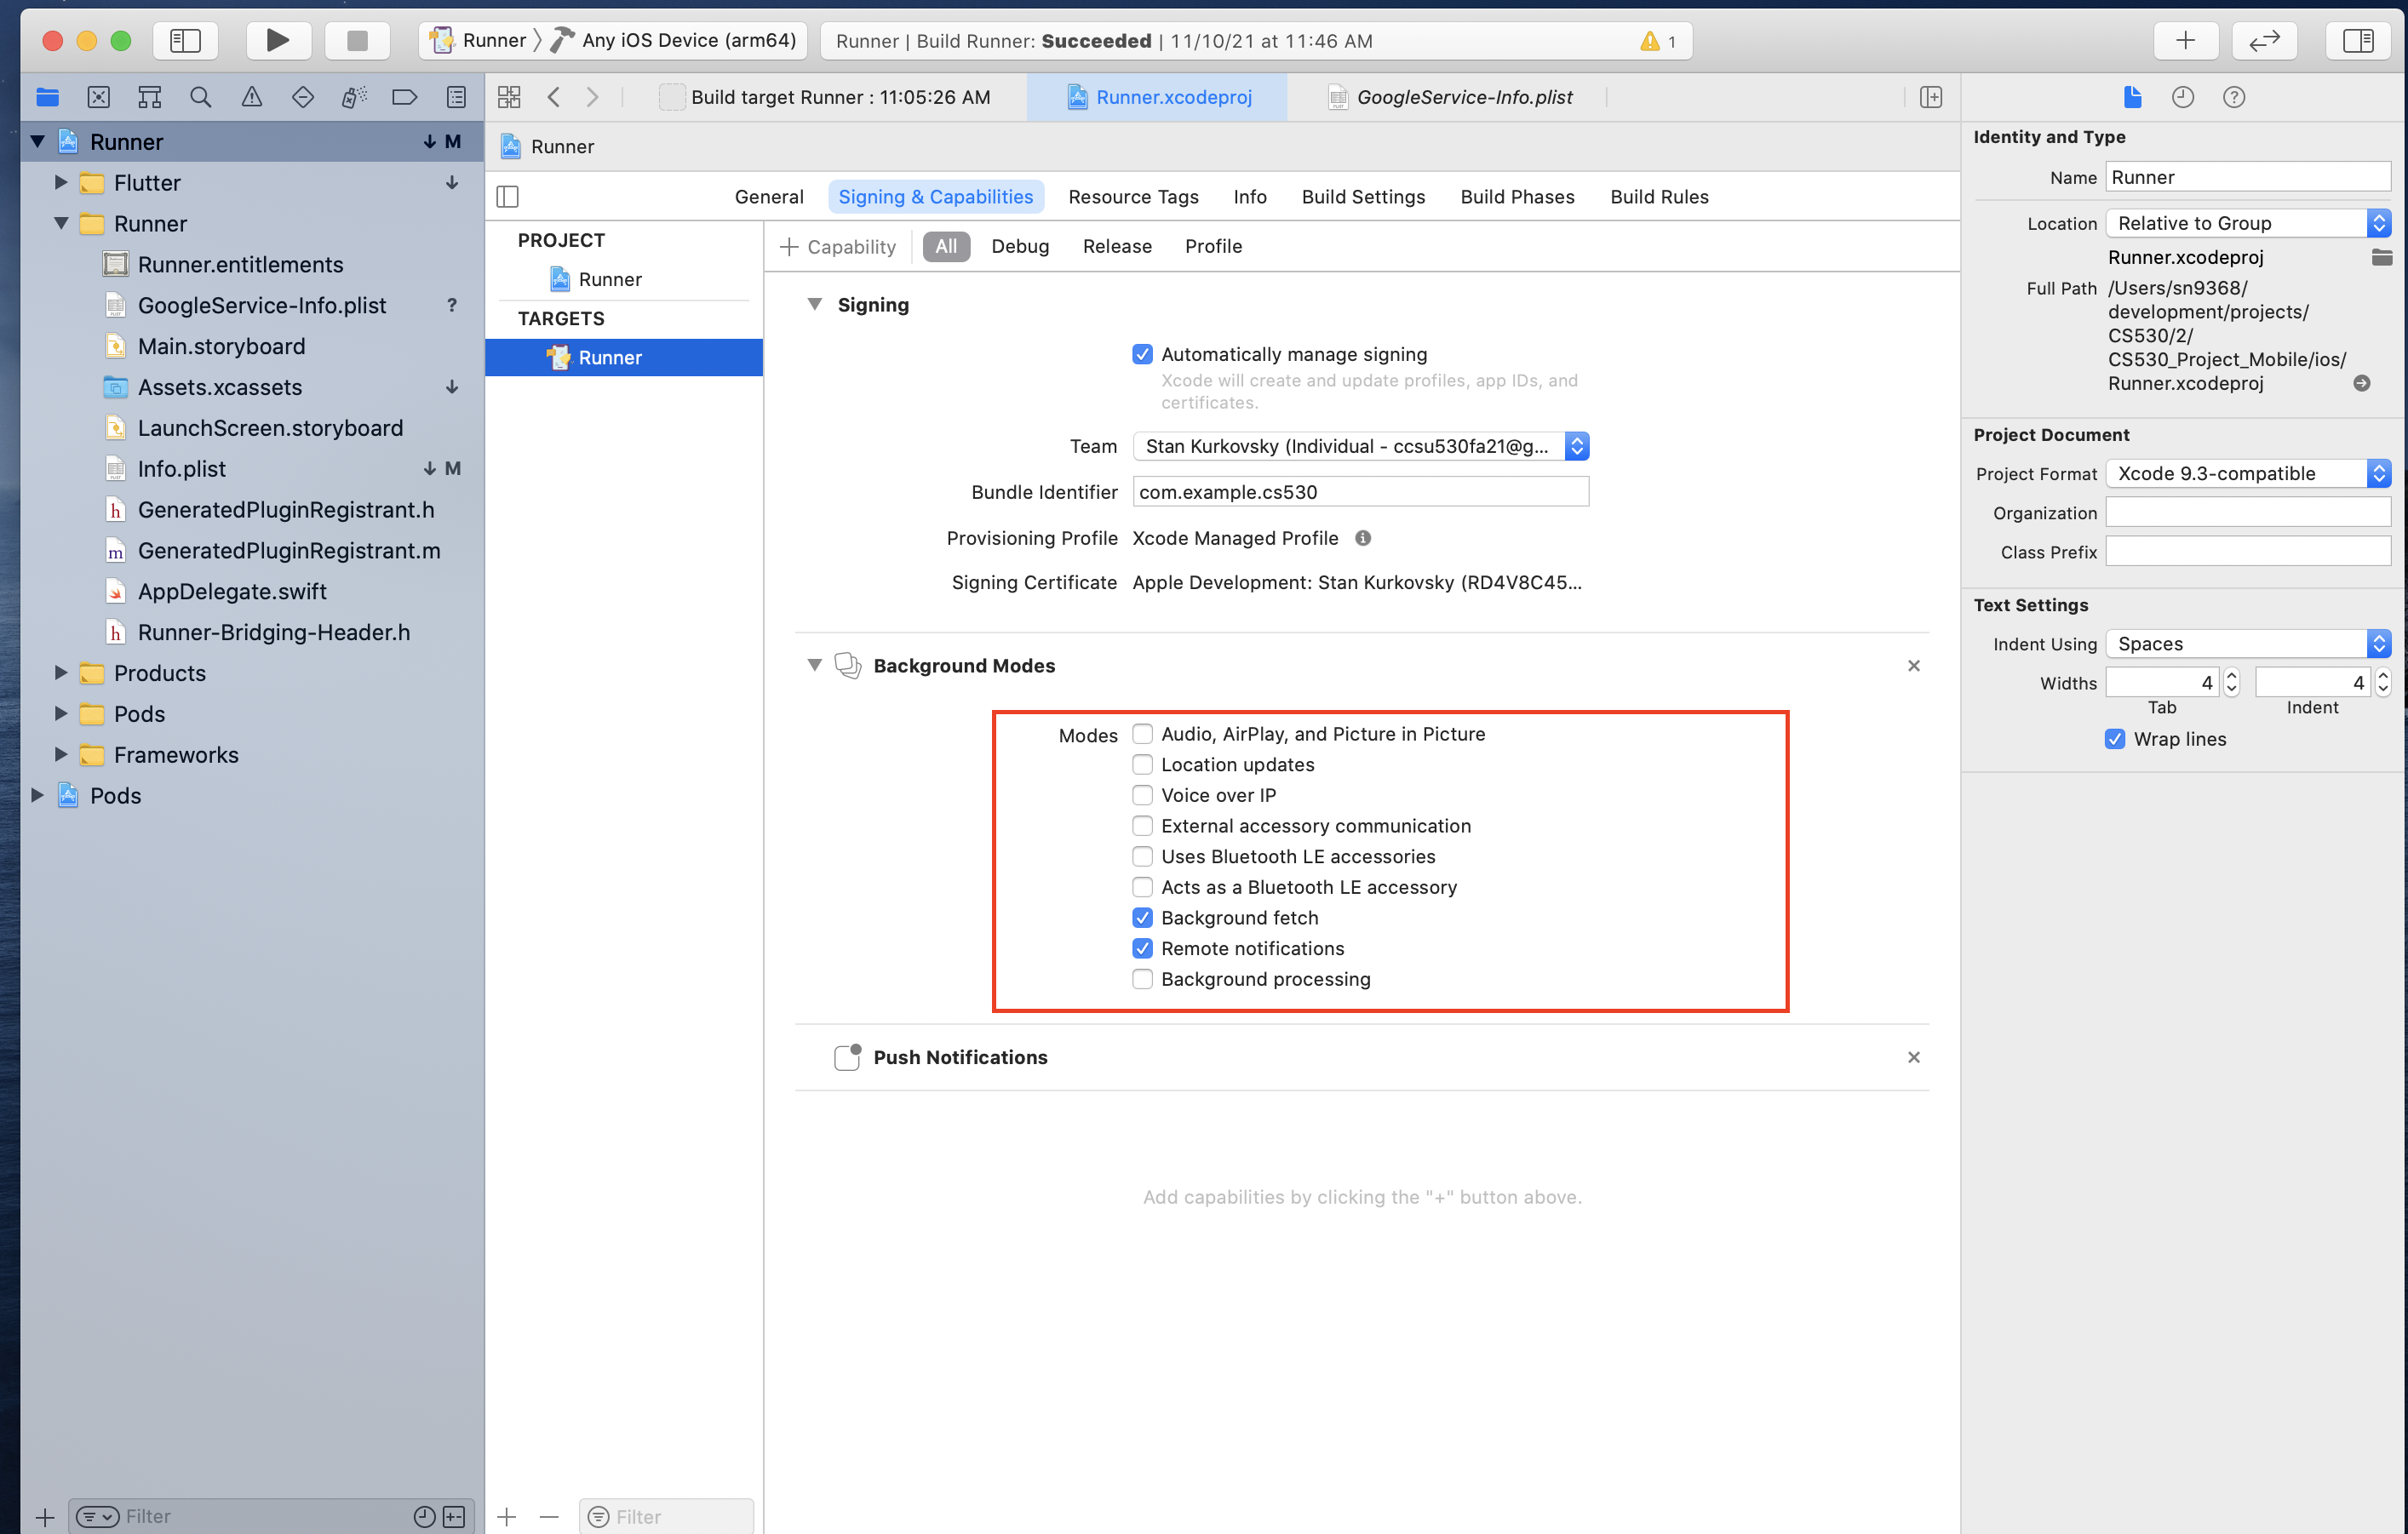 Runner 〉 Any iOS Device (arm64)
Runner | Build Runner: Succeeded | 11/10/21 at 11:46 AM
1
Build target Runner : 11:05:26 AM
Runner.xcodeproj
GoogleService-Info.plist
Runner M
Flutter
Runner
Runner.entitlements
GoogleService-Info.plist ?
Main.storyboard
Assets.xcassets
LaunchScreen.storyboard
Info.plist M
GeneratedPluginRegistrant.h
GeneratedPluginRegistrant.m
AppDelegate.swift
Runner-Bridging-Header.h
Products
Pods
Frameworks
Pods
Filter
Runner
General Signing & Capabilities Resource Tags Info Build Settings Build Phases Build Rules
PROJECT
Runner
TARGETS
Runner
Filter
+ Capability All Debug Release Profile
Signing
Automatically manage signing
Xcode will create and update profiles, app IDs, and
certificates.
Team Stan Kurkovsky (Individual - ccsu530fa21@g...
Bundle Identifier com.example.cs530
Provisioning Profile Xcode Managed Profile
Signing Certificate Apple Development: Stan Kurkovsky (RD4V8C45...
Background Modes
Modes Audio, AirPlay, and Picture in Picture
Location updates
Voice over IP
External accessory communication
Uses Bluetooth LE accessories
Acts as a Bluetooth LE accessory
Background fetch
Remote notifications
Background processing
Push Notifications
Add capabilities by clicking the "+" button above.
Identity and Type
Name Runner
Location Relative to Group
Runner.xcodeproj
Full Path /Users/sn9368/
development/projects/
CS530/2/
CS530_Project_Mobile/ios/
Runner.xcodeproj
Project Document
Project Format Xcode 9.3-compatible
Organization
Class Prefix
Text Settings
Indent Using Spaces
Widths 4 4
Tab Indent
Wrap lines